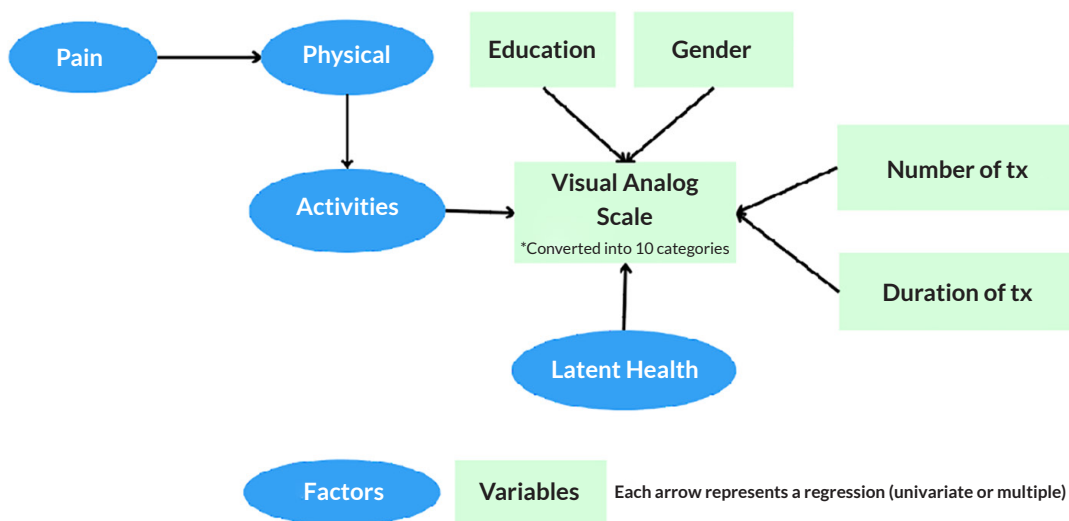 Pain
Physical
Education
Gender
Activities
Visual Analog
Scale
*Converted into 10 categories
Number of tx
Duration of tx
Latent Health
Factors
Variables
Each arrow represents a regression (univariate or multiple)